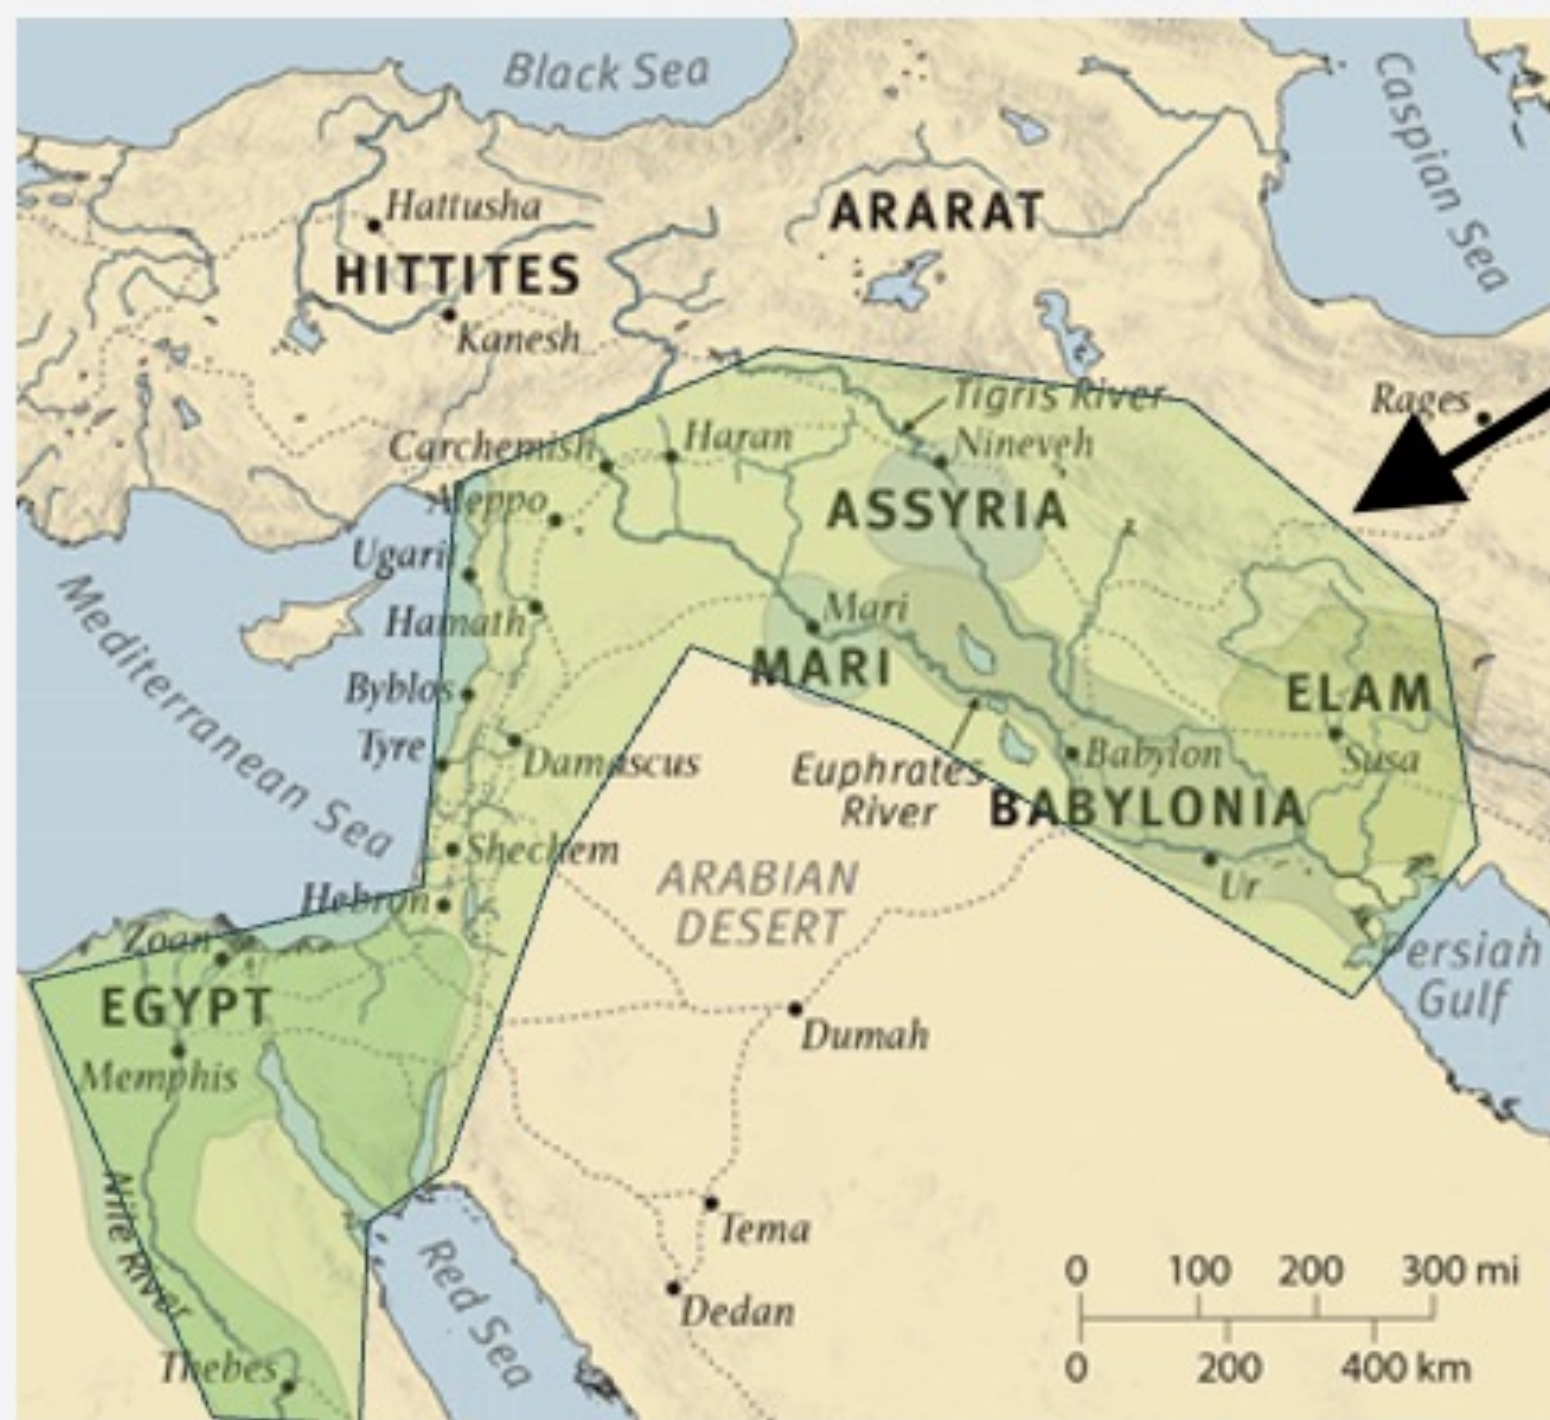 Black Sea
Caspian Sea
Hattusha
ARARAT
HITTITES
Kanesh
Tigris River
Rages
Carchemish
Haran
Nineveh
Aleppo
ASSYRIA
Ugari
Mediterranean Sea
Hamath
Mari
MARI
Byblos
ELAM
Tyre
Damascus
Euphrates
River
Babylon
Susa
BABYLONIA
Shechem
ARABIAN
DESERT
Ur
Hebron
Zoan
Persian
Gulf
EGYPT
Dumah
Memphis
Nile River
Tema
Red Sea
Dedan
Thebes
0 100 200 300 mi
0 200 400 km